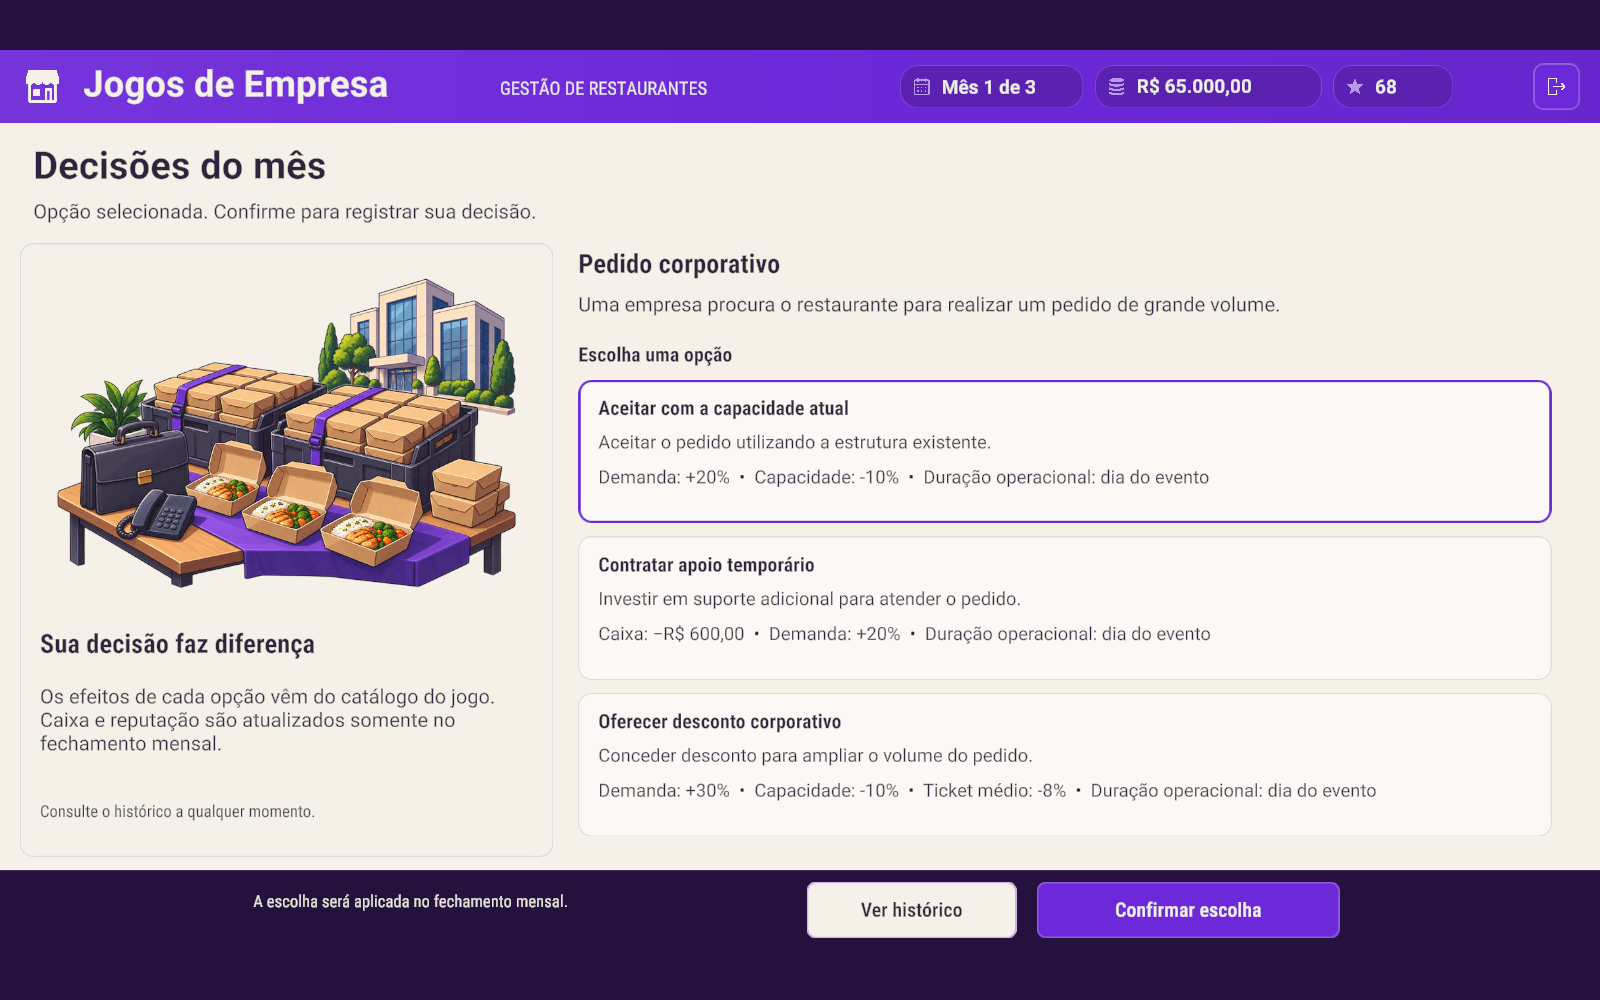 Jogos de Empresa
GESTÃO DE RESTAURANTES
Mês 1 de 3
R$ 65.000,00
68
Decisões do mês
Opção selecionada. Confirme para registrar sua decisão.
Sua decisão faz diferença
Os efeitos de cada opção vêm do catálogo do jogo.
Caixa e reputação são atualizados somente no
fechamento mensal.
Consulte o histórico a qualquer momento.
Pedido corporativo
Uma empresa procura o restaurante para realizar um pedido de grande volume.
Escolha uma opção
Aceitar com a capacidade atual
Aceitar o pedido utilizando a estrutura existente.
Demanda: +20% • Capacidade: -10% • Duração operacional: dia do evento
Contratar apoio temporário
Investir em suporte adicional para atender o pedido.
Caixa: −R$ 600,00 • Demanda: +20% • Duração operacional: dia do evento
Oferecer desconto corporativo
Conceder desconto para ampliar o volume do pedido.
Demanda: +30% • Capacidade: -10% • Ticket médio: -8% • Duração operacional: dia do evento
A escolha será aplicada no fechamento mensal.
Ver histórico
Confirmar escolha